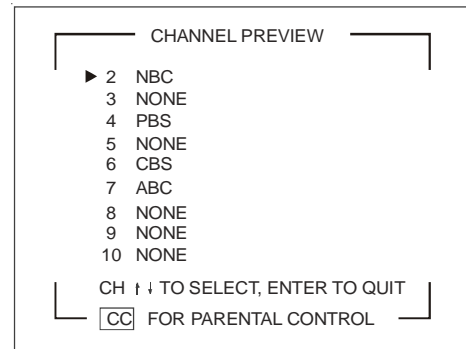 CHANNEL PREVIEW
▶ 2 NBC
3 NONE
4 PBS
5 NONE
6 CBS
7 ABC
8 NONE
9 NONE
10 NONE
CH ↑ ↓ TO SELECT, ENTER TO QUIT
CC FOR PARENTAL CONTROL